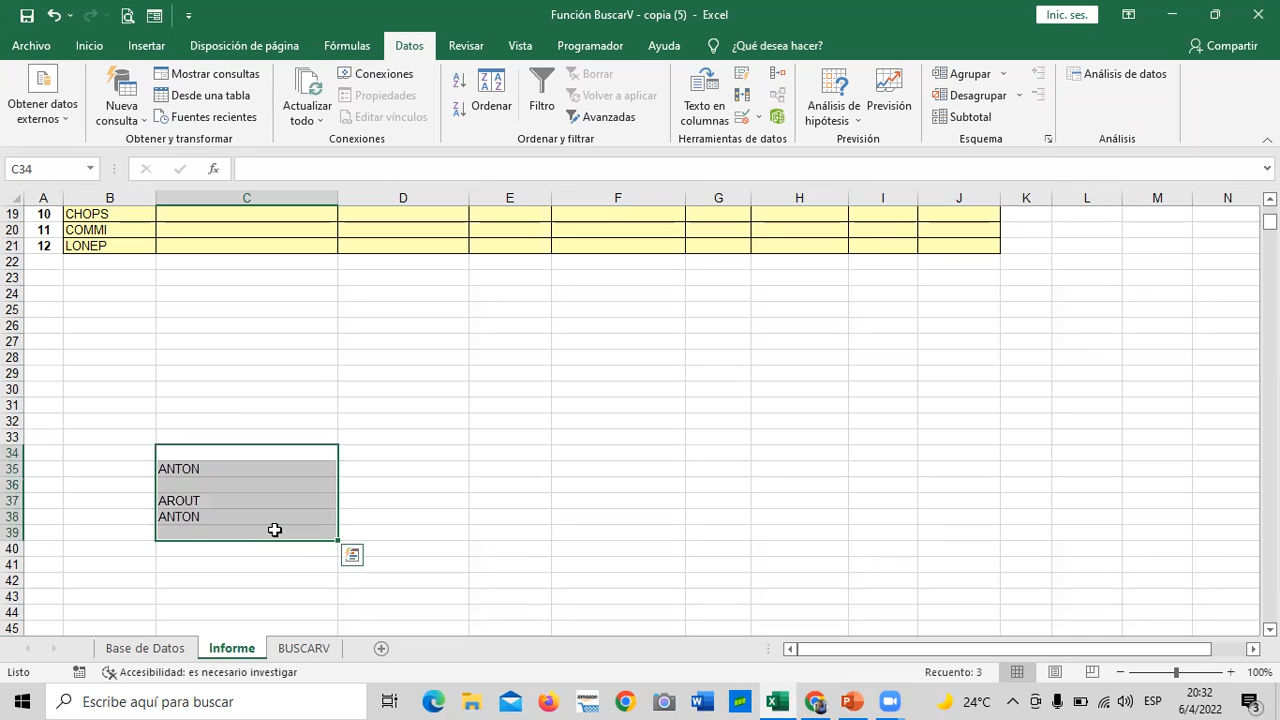 Función BuscarV - copia (5) - Excel
Inic. ses.
Archivo Inicio Insertar Disposición de página Fórmulas Datos Revisar Vista Programador Ayuda ¿Qué desea hacer? Compartir
Obtener datos externos
Nueva consulta
Mostrar consultas
Desde una tabla
Fuentes recientes
Obtener y transformar
Actualizar todo
Conexiones
Propiedades
Editar vínculos
Conexiones
Ordenar
Filtro
Borrar
Volver a aplicar
Avanzadas
Ordenar y filtrar
Texto en columnas
Herramientas de datos
Análisis de hipótesis
Previsión
Previsión
Agrupar
Desagrupar
Subtotal
Esquema
Análisis de datos
Análisis
C34 fx
A B C D E F G H I J K L M N
19 10 CHOPS
20 11 COMMI
21 12 LONEP
22
23
24
25
26
27
28
29
30
31
32
33
34
35 ANTON
36
37 AROUT
38 ANTON
39
40
41
42
43
44
45
Base de Datos Informe BUSCARV
Listo Accesibilidad: es necesario investigar Recuento: 3 100%
Escribe aquí para buscar
amazon
24°C
ESP
20:32
6/4/2022
3